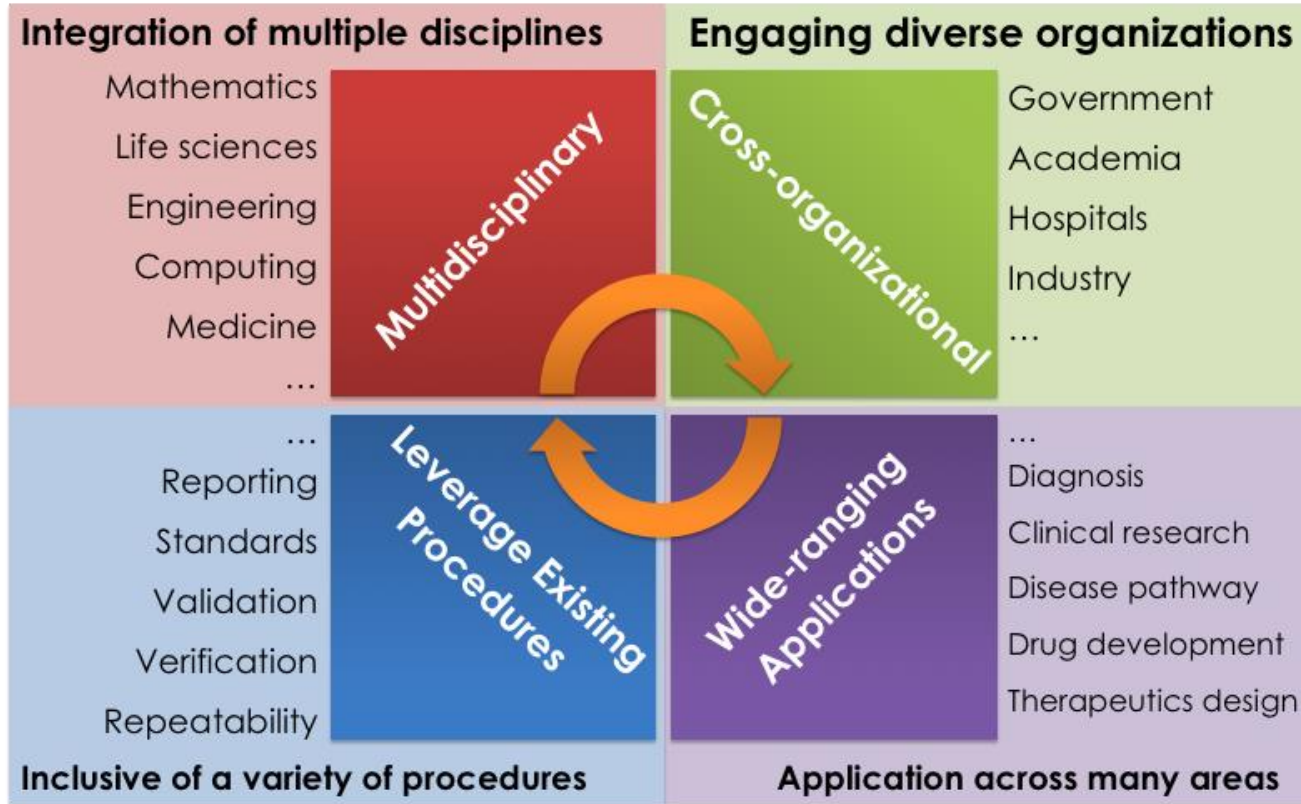 Integration of multiple disciplines
Mathematics
Life sciences
Engineering
Computing
Medicine
...
Multidisciplinary
Engaging diverse organizations
Cross-organizational
Government
Academia
Hospitals
Industry
...
...
Reporting
Standards
Validation
Verification
Repeatability
Leverage Existing
Procedures
Inclusive of a variety of procedures
Wide-ranging
Applications
...
Diagnosis
Clinical research
Disease pathway
Drug development
Therapeutics design
Application across many areas